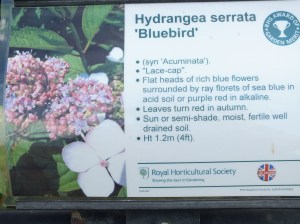 Hydrangea serrata
'Bluebird'
• (syn 'Acuminata').
• "Lace-cap".
• Flat heads of rich blue flowers
surrounded by ray florets of sea blue in
acid soil or purple red in alkaline.
• Leaves turn red in autumn.
• Sun or semi-shade, moist, fertile well
drained soil.
• Ht 1.2m (4ft).
Royal Horticultural Society